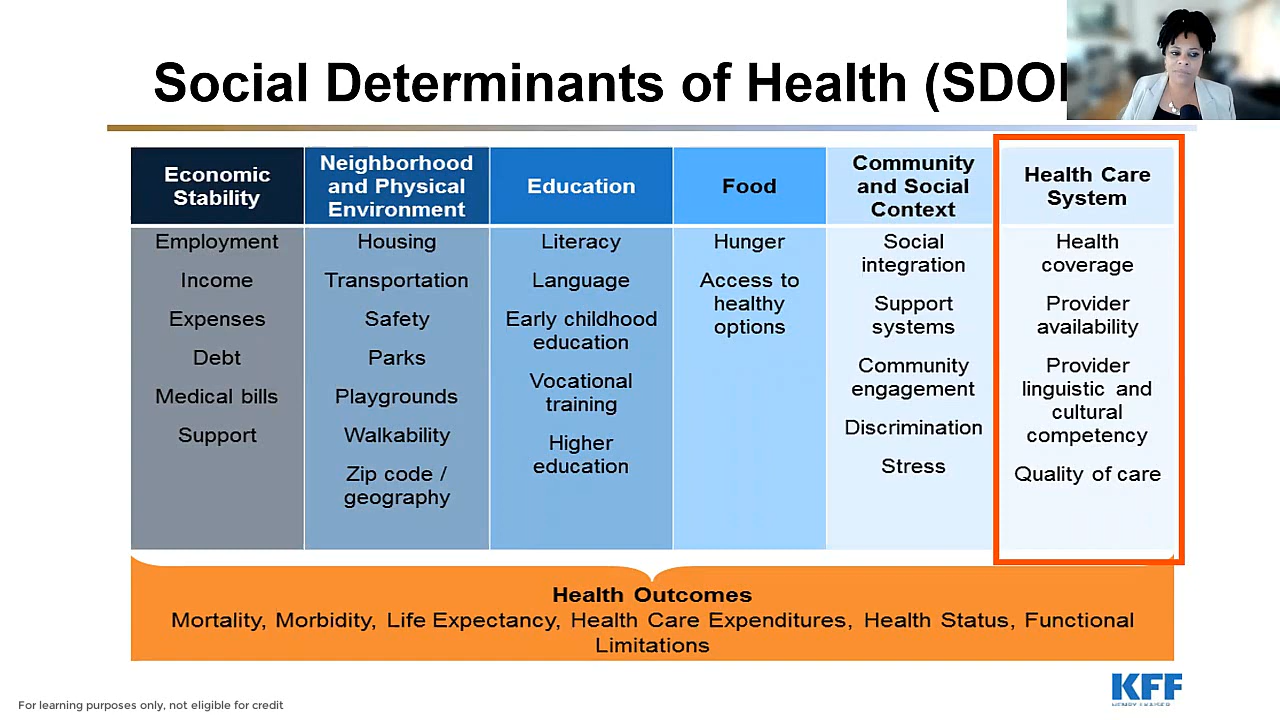 Social Determinants of Health (SDO
Economic
Stability
Employment
Income
Expenses
Debt
Medical bills
Support
Neighborhood
and Physical
Environment
Housing
Transportation
Safety
Parks
Playgrounds
Walkability
Zip code /
geography
Education
Literacy
Language
Early childhood
education
Vocational
training
Higher
education
Food
Hunger
Access to
healthy
options
Community
and Social
Context
Social
integration
Support
systems
Community
engagement
Discrimination
Stress
Health Care
System
Health
coverage
Provider
availability
Provider
linguistic and
cultural
competency
Quality of care
Health Outcomes
Mortality, Morbidity, Life Expectancy, Health Care Expenditures, Health Status, Functional
Limitations
KFF
For learning purposes only, not eligible for credit